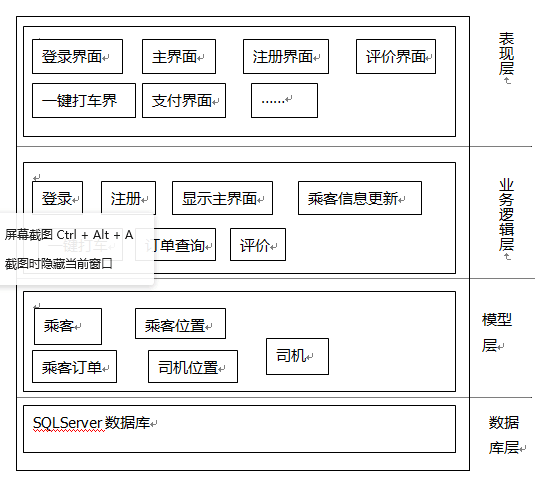 登录界面 主界面 注册界面 评价界面
一键打车界 支付界面 ……
表现层
登录 注册 显示主界面 乘客信息更新
屏幕截图 Ctrl + Alt + A
一键打车 订单查询 评价
截图时隐藏当前窗口
业务逻辑层
乘客 乘客位置
司机
乘客订单 司机位置
模型
层
SQLServer 数据库
数据
库层